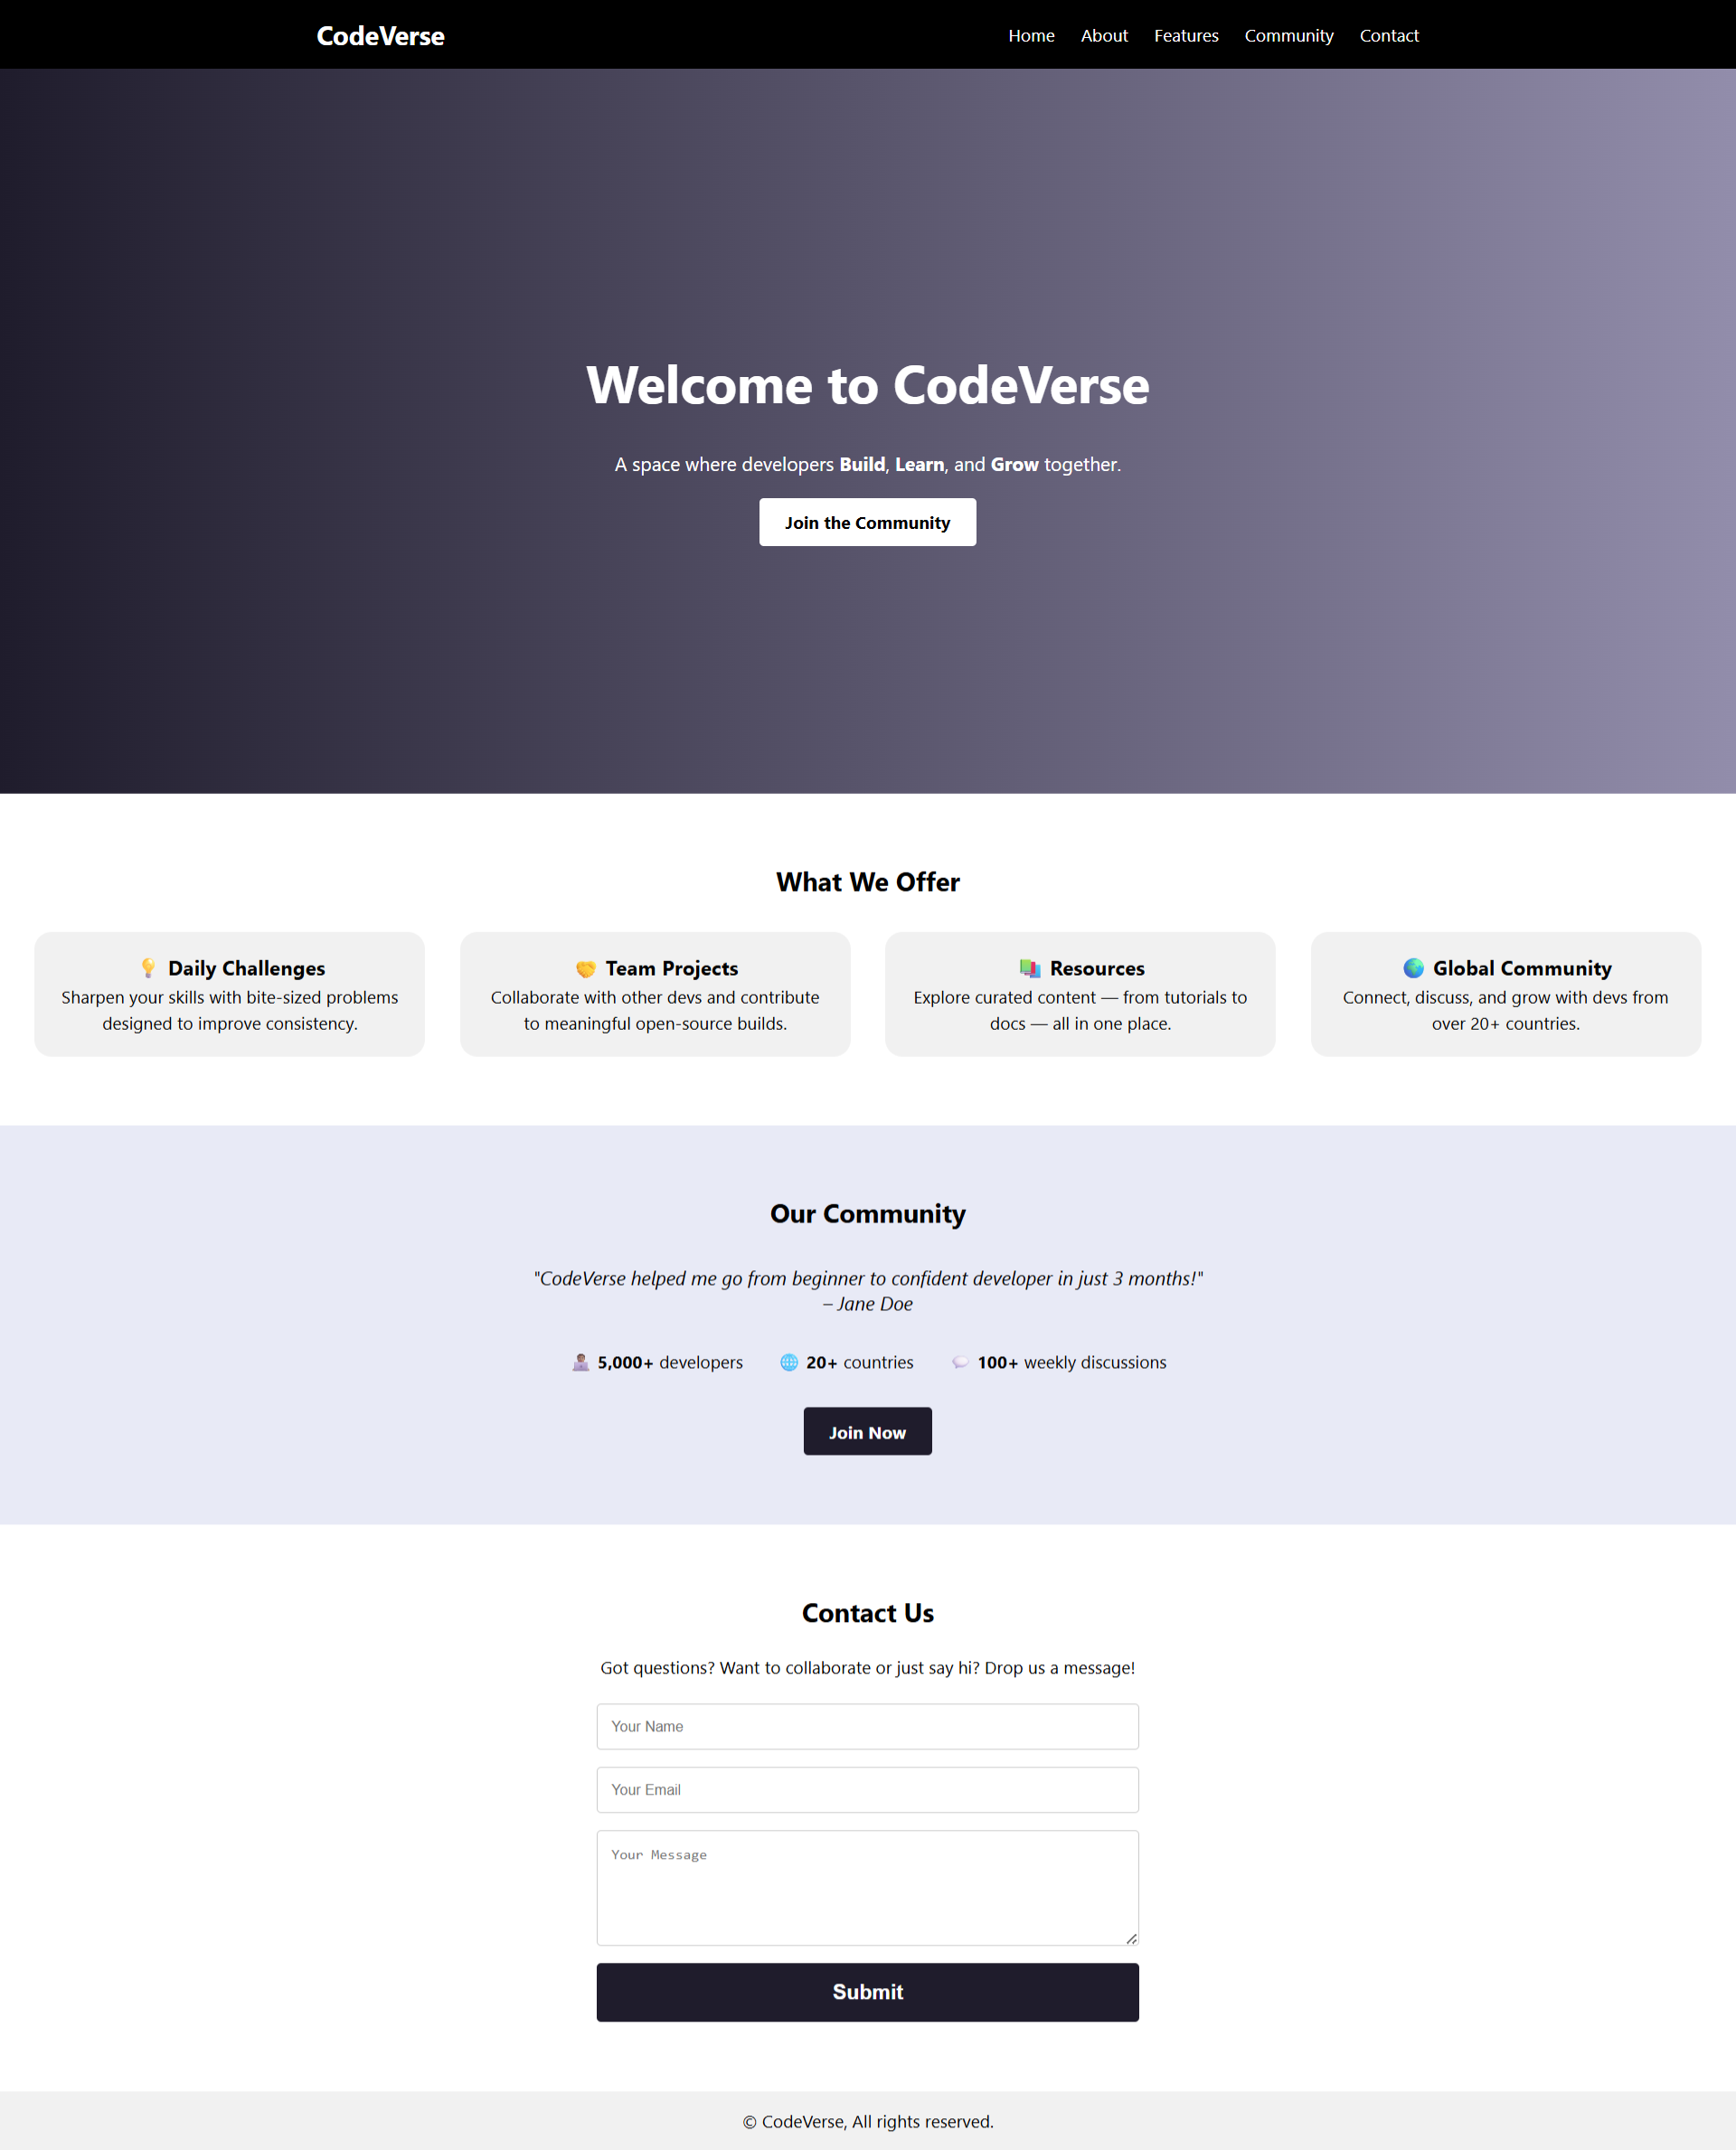 CodeVerse
Home About Features Community Contact
Welcome to CodeVerse
A space where developers Build, Learn, and Grow together.
Join the Community
What We Offer
💡 Daily Challenges
Sharpen your skills with bite-sized problems
designed to improve consistency.
🤝 Team Projects
Collaborate with other devs and contribute
to meaningful open-source builds.
📚 Resources
Explore curated content — from tutorials to
docs — all in one place.
🌍 Global Community
Connect, discuss, and grow with devs from
over 20+ countries.
Our Community
"CodeVerse helped me go from beginner to confident developer in just 3 months!"
– Jane Doe
5,000+ developers 🌐 20+ countries 💬 100+ weekly discussions
Join Now
Contact Us
Got questions? Want to collaborate or just say hi? Drop us a message!
Your Name
Your Email
Your Message
Submit
© CodeVerse, All rights reserved.